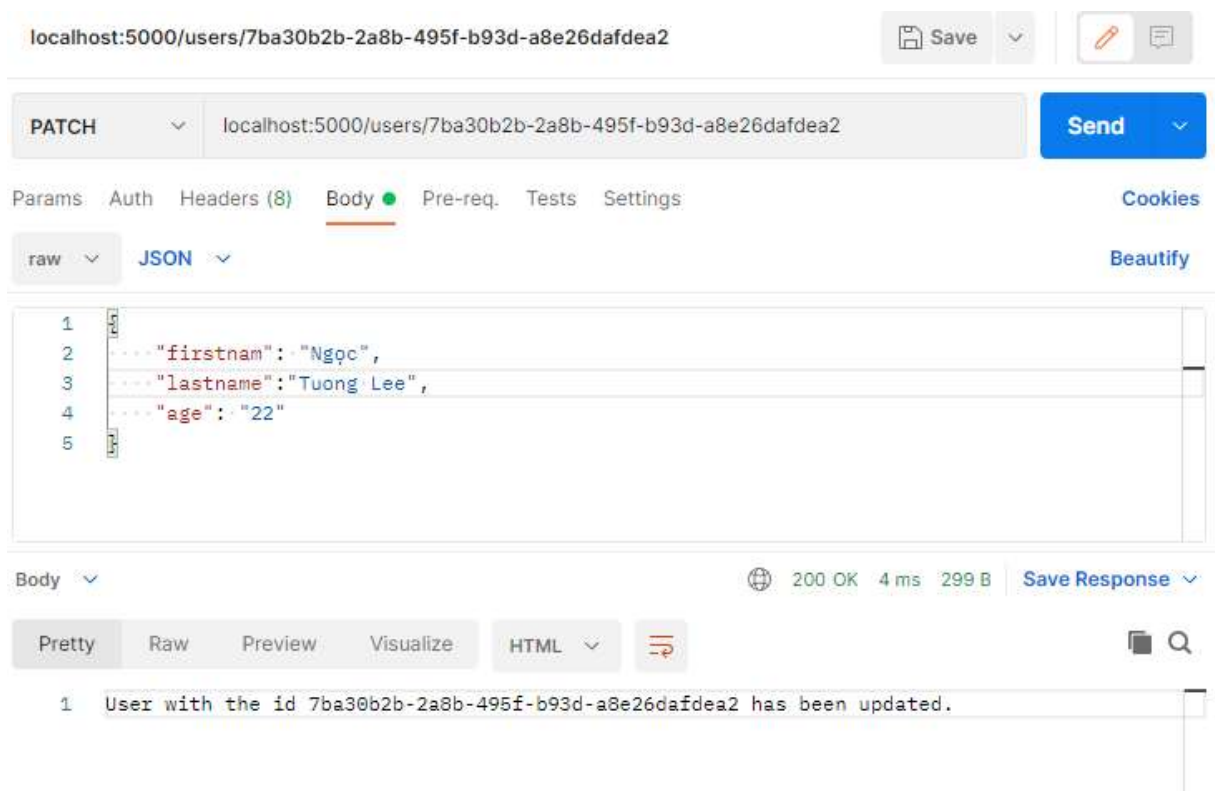 localhost:5000/users/7ba30b2b-2a8b-495f-b93d-a8e26dafdea2 Save
PATCH localhost:5000/users/7ba30b2b-2a8b-495f-b93d-a8e26dafdea2 Send
Params Auth Headers (8) Body Pre-req. Tests Settings Cookies
raw JSON Beautify
1 {
2 "firstnam": "Ngọc",
3 "lastname":"Tuong Lee",
4 "age": "22"
5 }
Body 200 OK 4 ms 299 B Save Response
Pretty Raw Preview Visualize HTML
1 User with the id 7ba30b2b-2a8b-495f-b93d-a8e26dafdea2 has been updated.